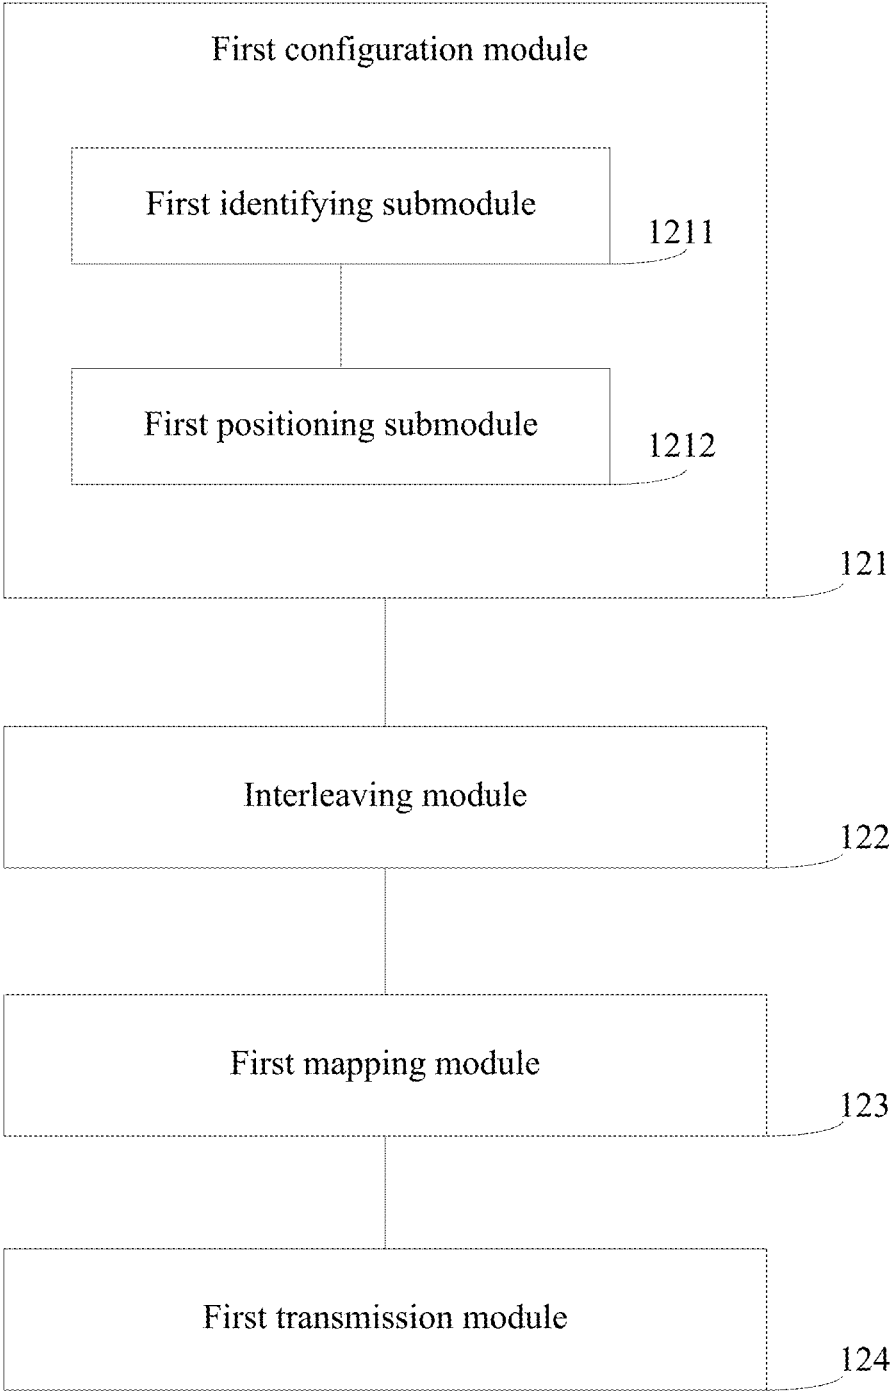 First configuration module
First identifying submodule
1211
First positioning submodule
1212
121
Interleaving module
122
First mapping module
123
First transmission module
124